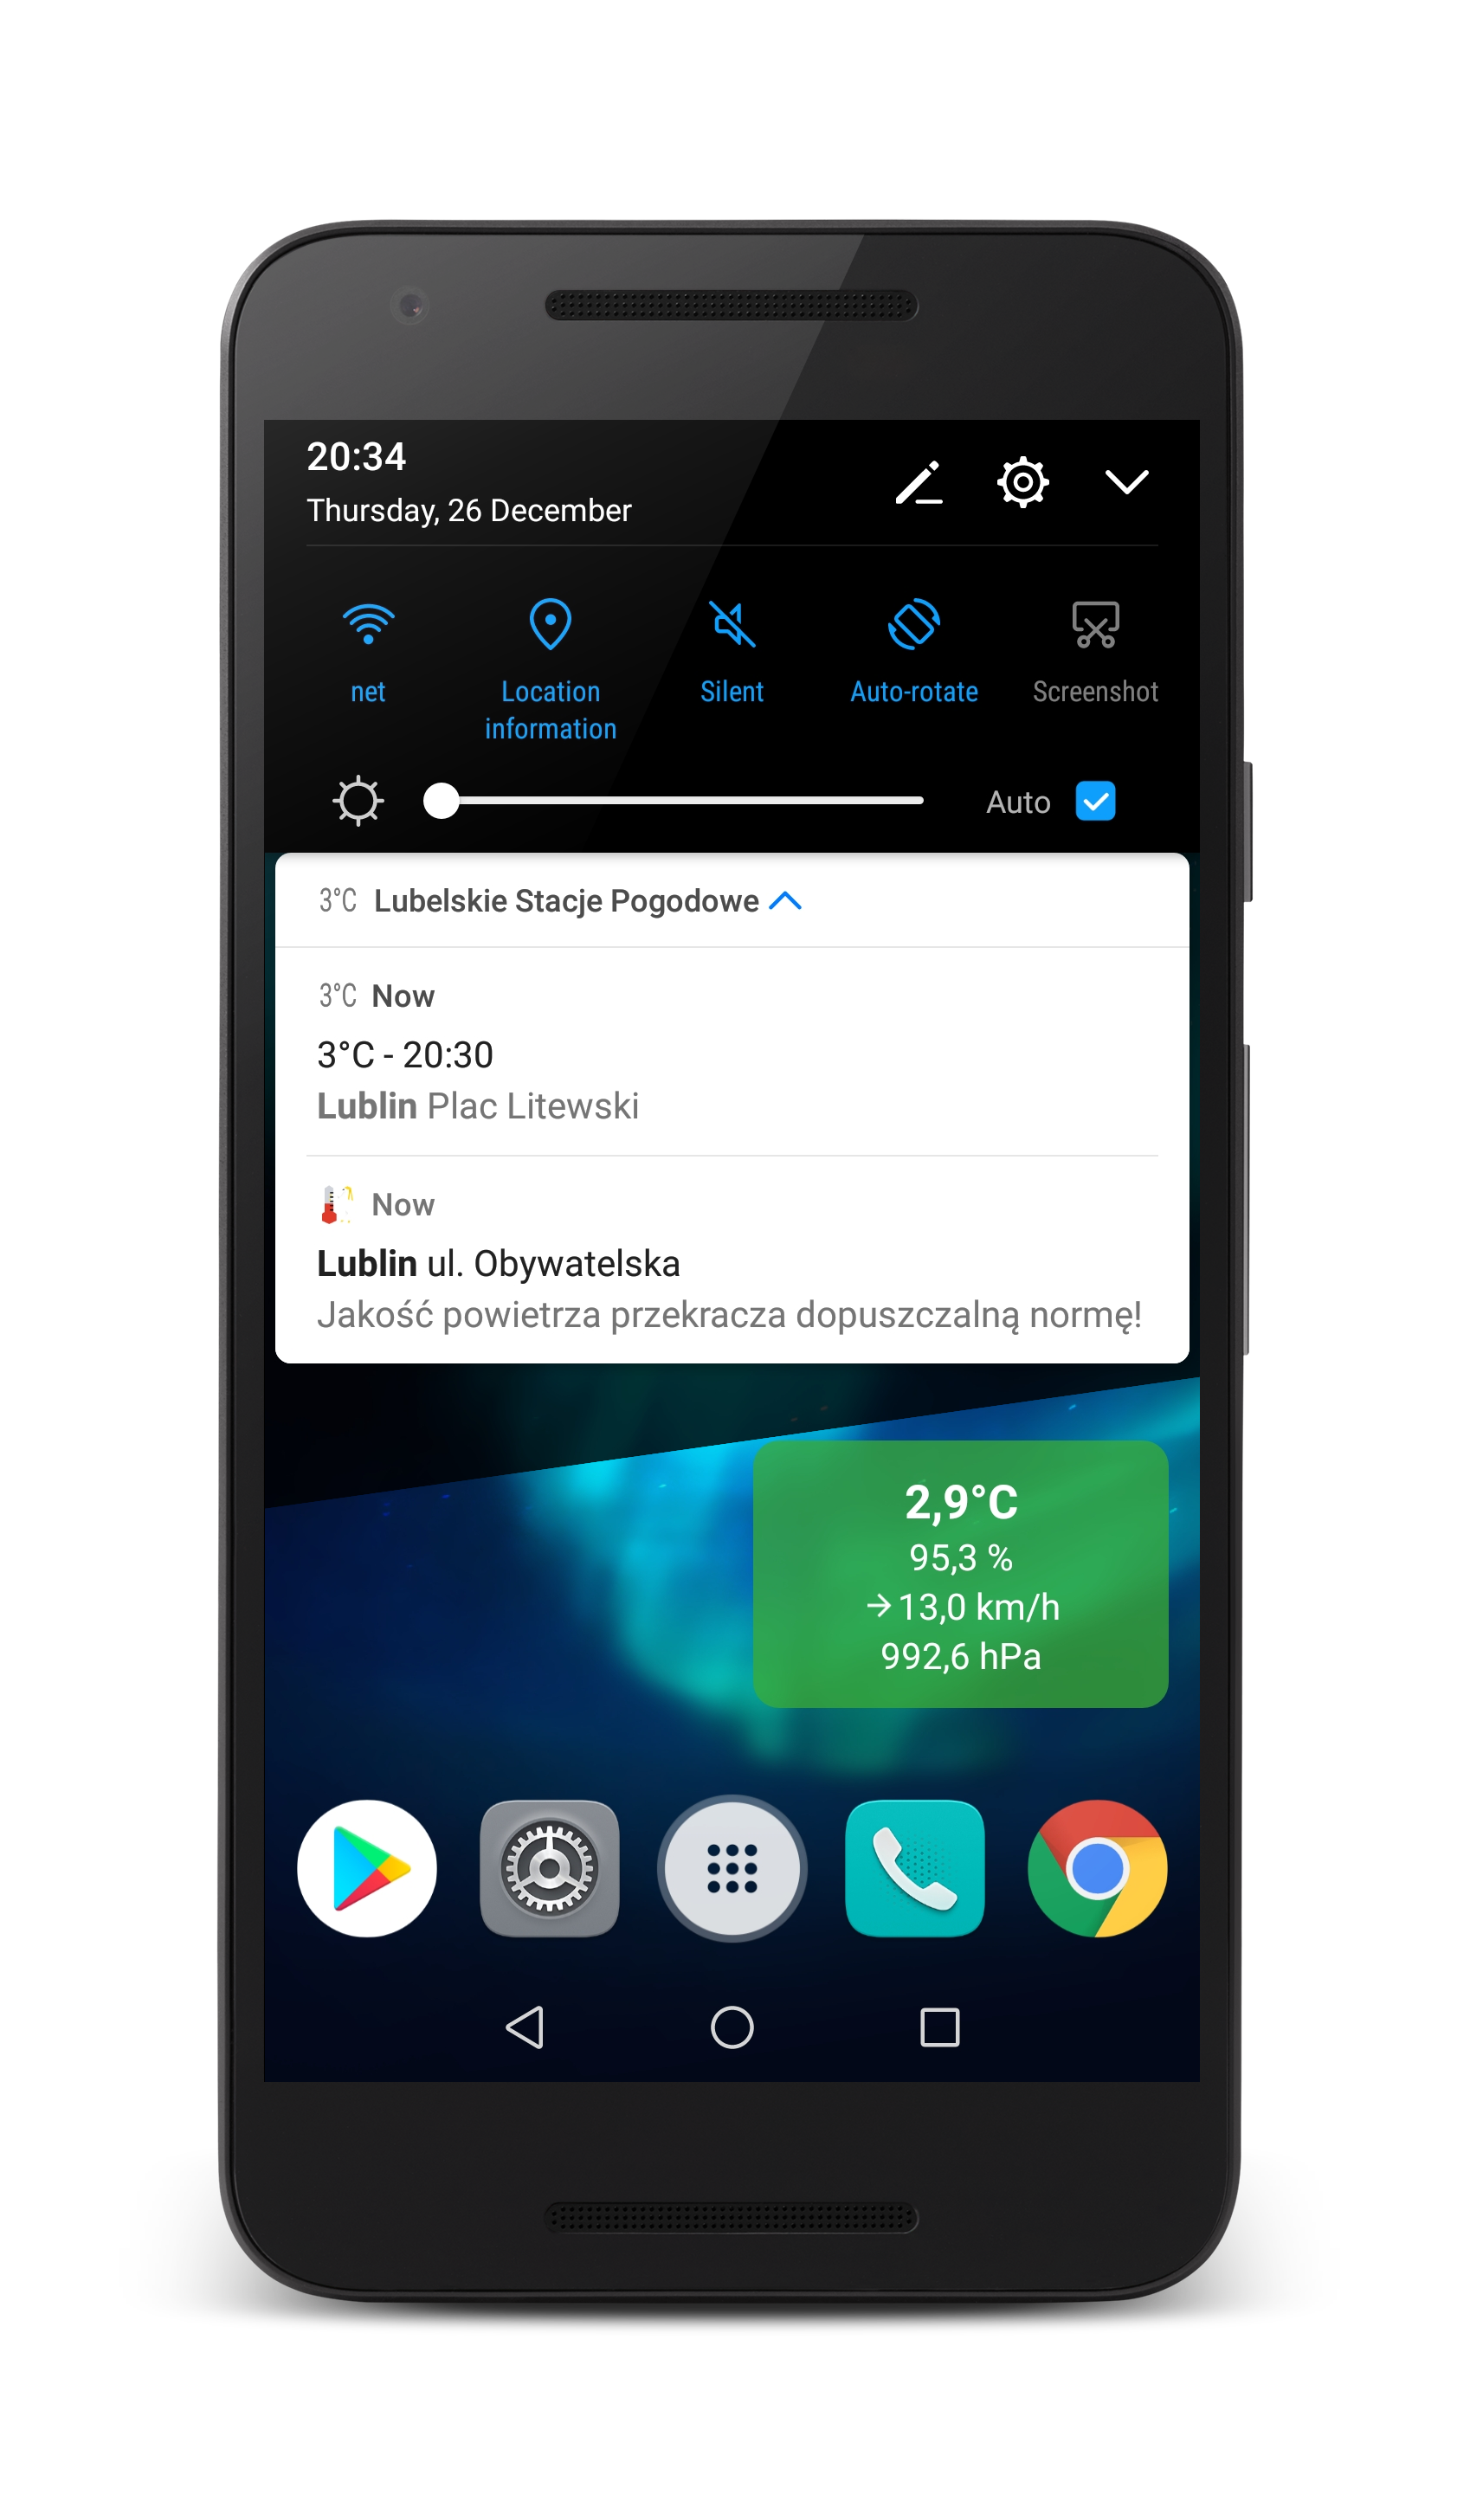 20:34
Thursday, 26 December
net
Location
information
Silent
Auto-rotate
Screenshot
Auto
3°C Lubelskie Stacje Pogodowe
3°C Now
3°C - 20:30
Lublin Plac Litewski
Now
Lublin ul. Obywatelska
Jakość powietrza przekracza dopuszczalną normę!
2,9°C
95,3 %
→13,0 km/h
992,6 hPa